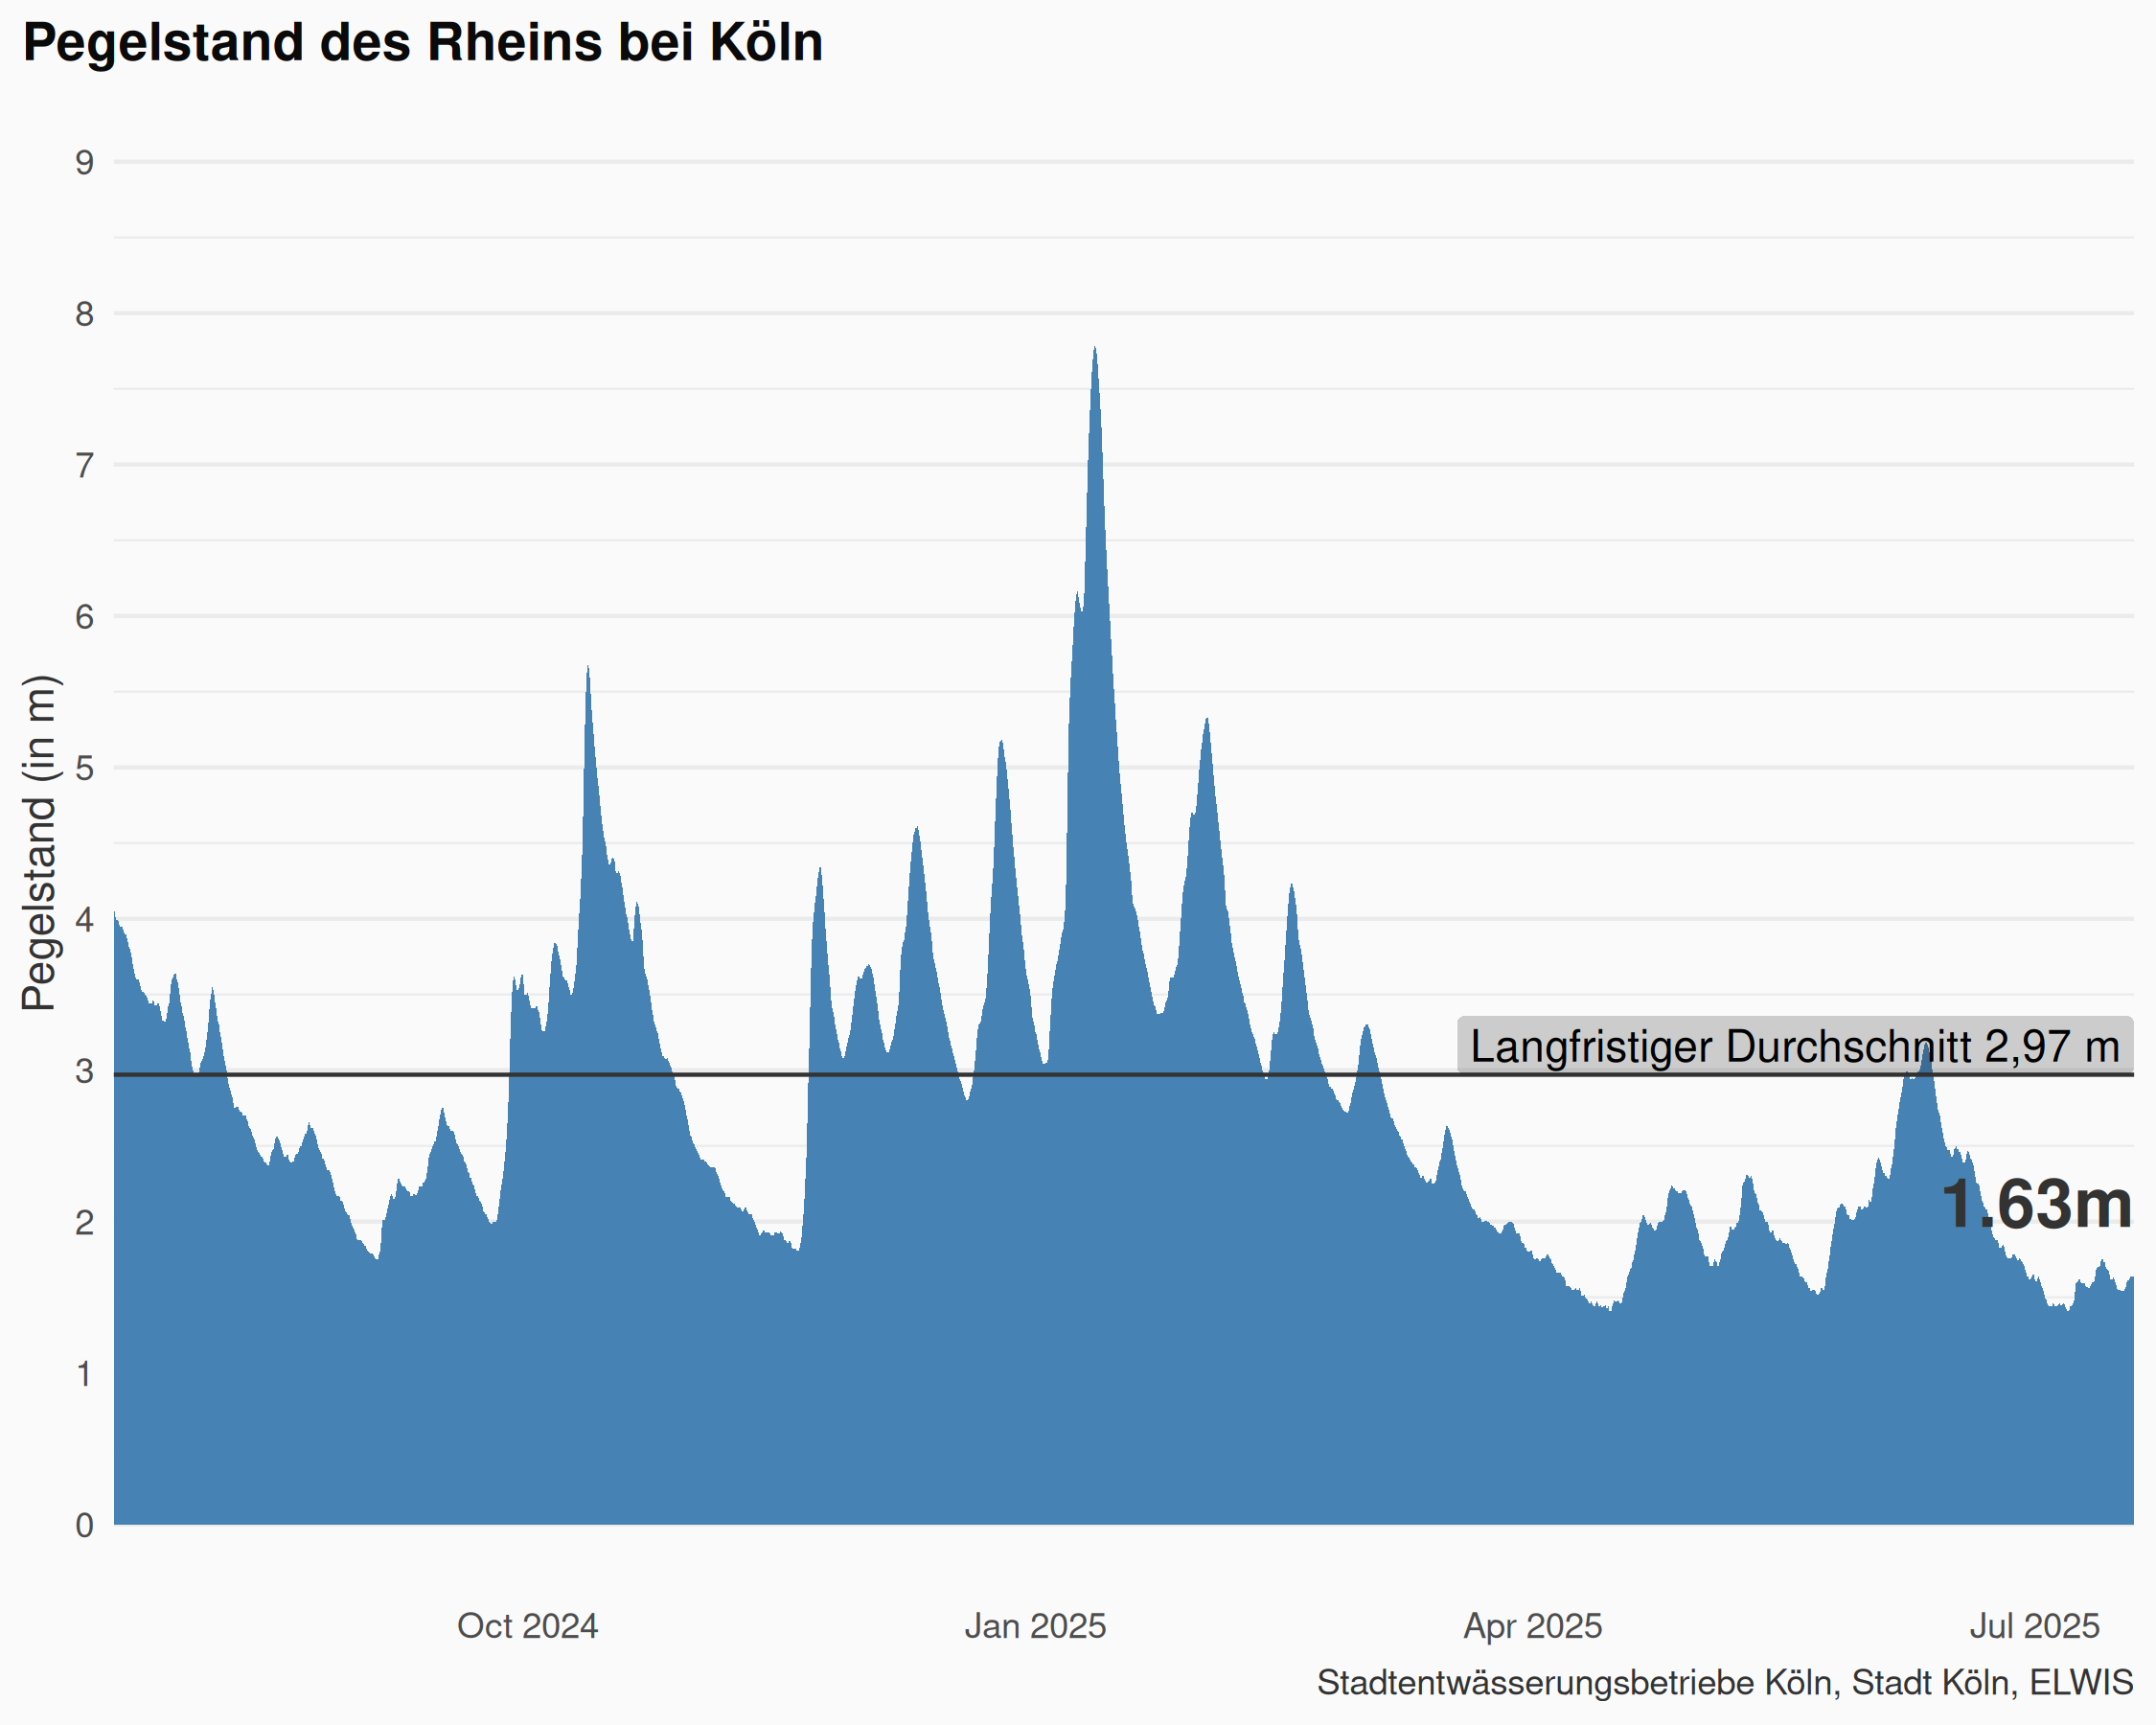 Pegelstand des Rheins bei Köln
Pegelstand (in m)
9
8
7
6
5
4
3
2
1
0
Langfristiger Durchschnitt 2,97 m
1.63m
Oct 2024
Jan 2025
Apr 2025
Jul 2025
Stadtentwässerungsbetriebe Köln, Stadt Köln, ELWIS